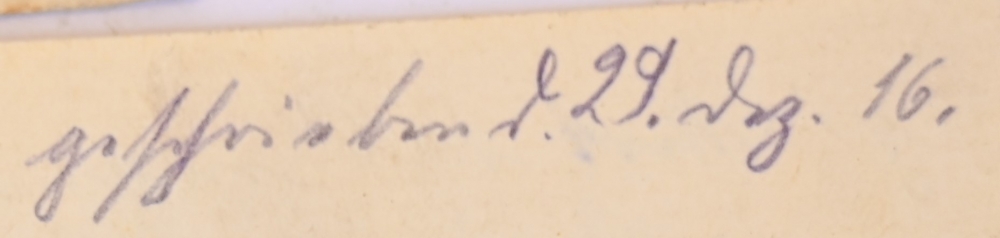 geschrieben d. 29. Dez. 16.